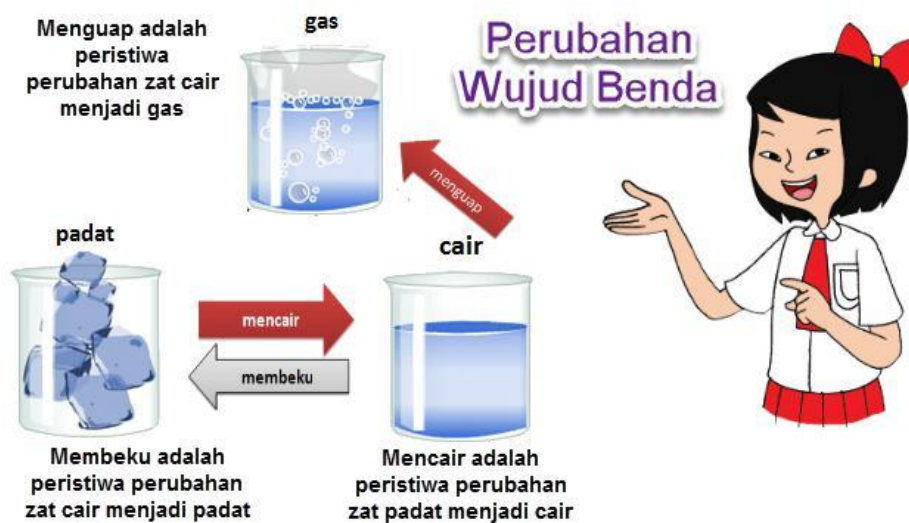 Perubahan
Wujud Benda
Menguap adalah
peristiwa
perubahan zat cair
menjadi gas
gas
menguap
padat
cair
mencair
membeku
Membeku adalah
peristiwa perubahan
zat cair menjadi padat
Mencair adalah
peristiwa perubahan
zat padat menjadi cair